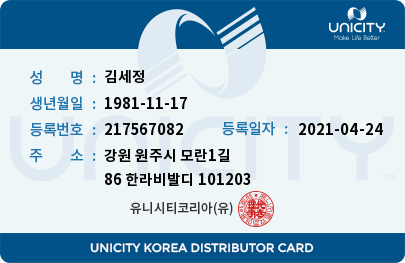 UNICITY
Make Life Better
성 명 : 김세정
생년월일 : 1981-11-17
등록번호 : 217567082 등록일자 : 2021-04-24
주 소 : 강원 원주시 모란1길
86 한라비발디 101203
유니시티코리아(유)
UNICITY
UNICITY KOREA DISTRIBUTOR CARD